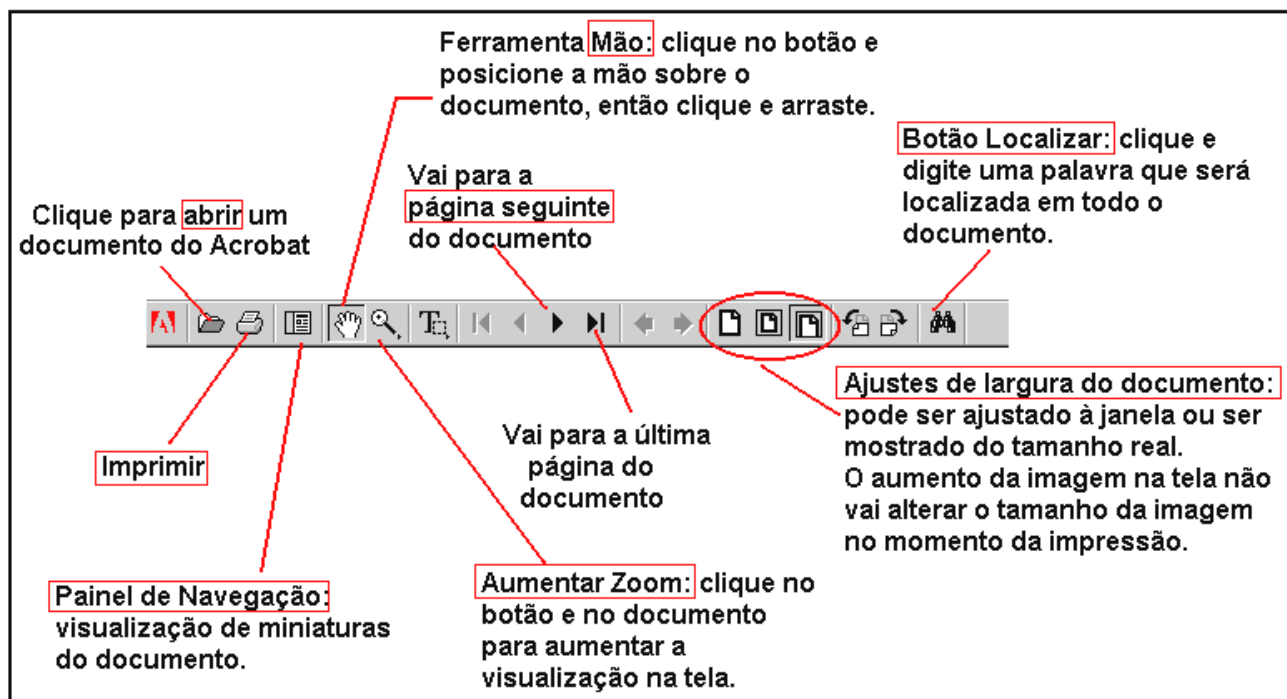 Ferramenta Mão: clique no botão e
posicione a mão sobre o
documento, então clique e arraste.
Botão Localizar: clique e
digite uma palavra que será
localizada em todo o
documento.
Vai para a
página seguinte
do documento
Clique para abrir um
documento do Acrobat
Imprimir
Vai para a última
página do
documento
Ajustes de largura do documento:
pode ser ajustado à janela ou ser
mostrado do tamanho real.
O aumento da imagem na tela não
vai alterar o tamanho da imagem
no momento da impressão.
Painel de Navegação:
visualização de miniaturas
do documento.
Aumentar Zoom: clique no
botão e no documento
para aumentar a
visualização na tela.